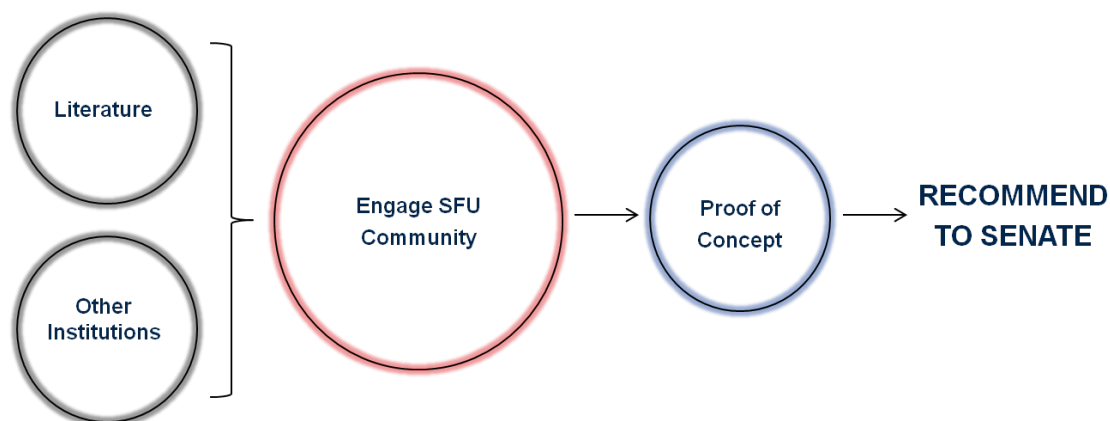 Literature
Other
Institutions
Engage SFU
Community
Proof of
Concept
RECOMMEND
TO SENATE